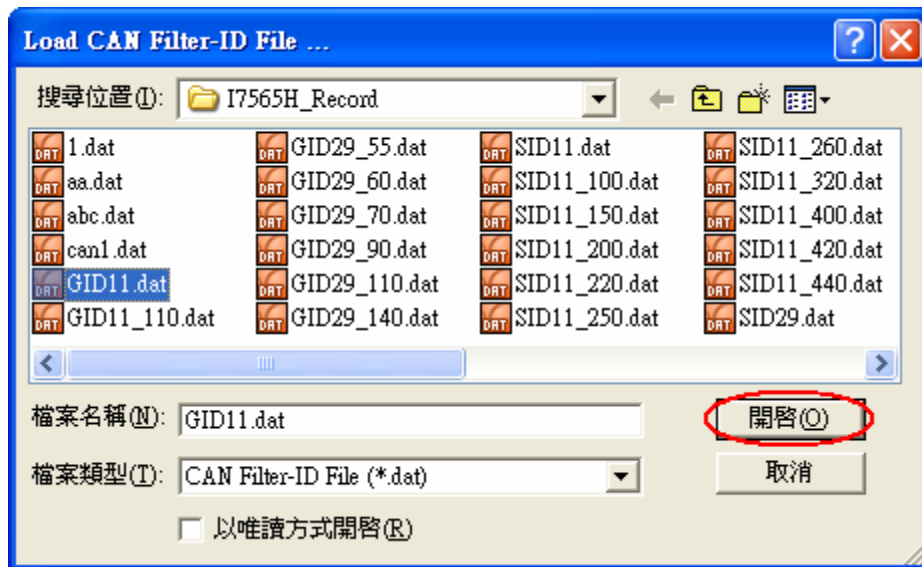 Load CAN Filter-ID File ...
搜尋位置(I): I7565H_Record
1.dat GID29_55.dat SID11.dat SID11_260.dat
aa.dat GID29_60.dat SID11_100.dat SID11_320.dat
abc.dat GID29_70.dat SID11_150.dat SID11_400.dat
can1.dat GID29_90.dat SID11_200.dat SID11_420.dat
GID11.dat GID29_110.dat SID11_220.dat SID11_440.dat
GID11_110.dat GID29_140.dat SID11_250.dat SID29.dat
檔案名稱(N): GID11.dat 開啓(O)
檔案類型(T): CAN Filter-ID File (*.dat) 取消
以唯讀方式開啓(R)